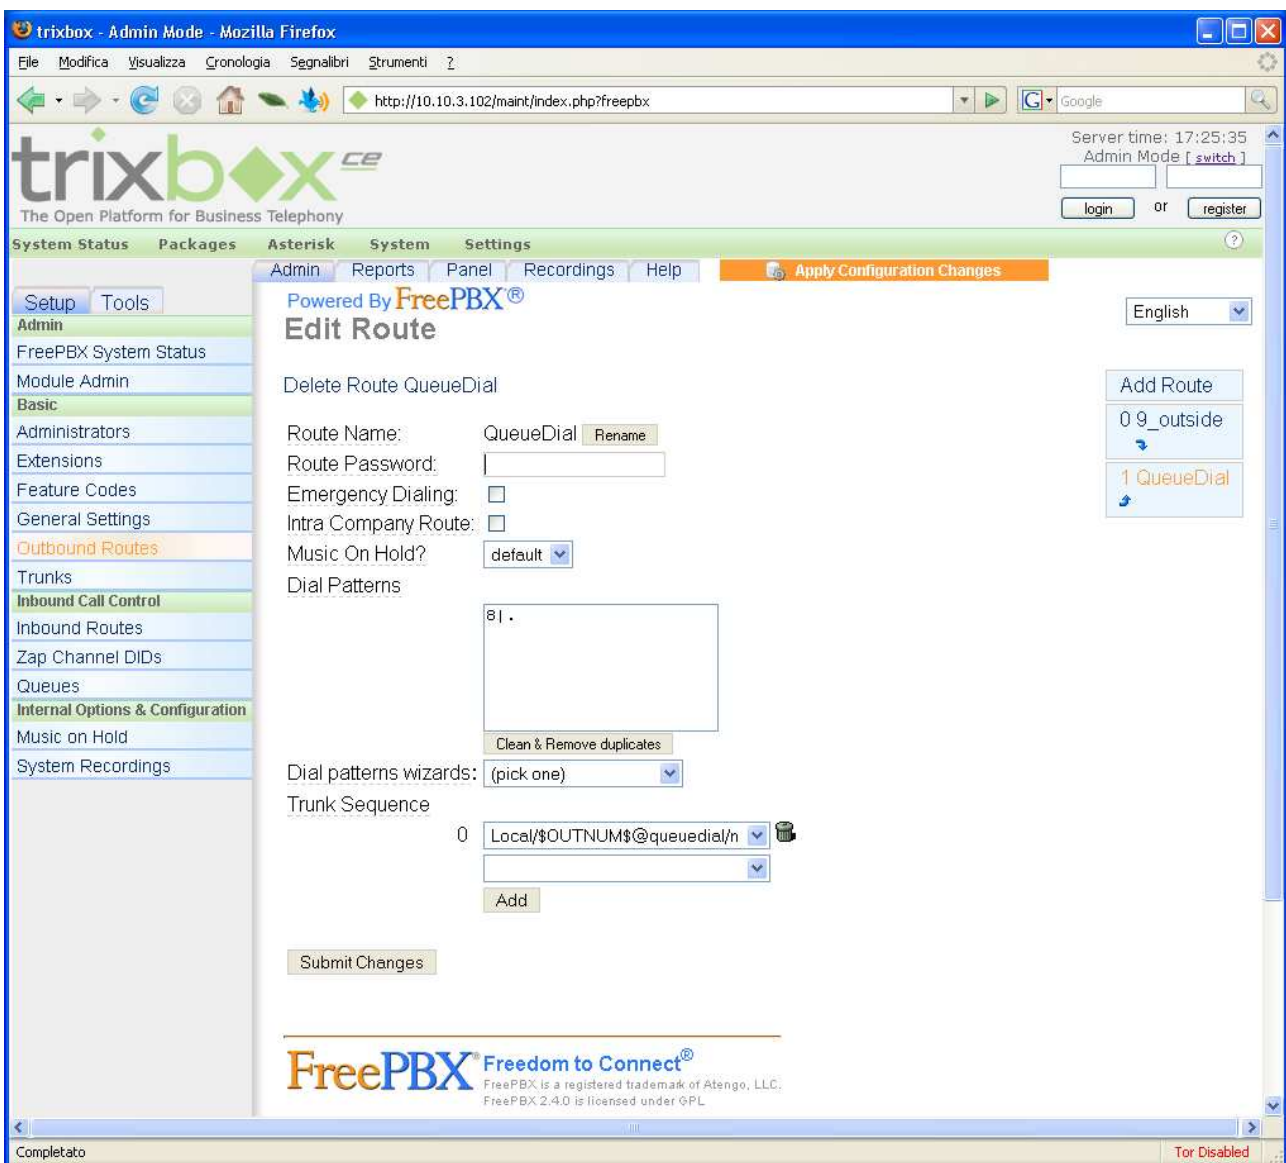 trixbox - Admin Mode - Mozilla Firefox
File Modifica Visualizza Cronologia Segnalibri Strumenti ?
http://10.10.3.102/maint/index.php?freepbx
G Google
trixbox ce
The Open Platform for Business Telephony
Server time: 17:25:35
Admin Mode [ switch ]
login or register
System Status Packages Asterisk System Settings ?
Admin Reports Panel Recordings Help Apply Configuration Changes
Setup Tools
Admin
FreePBX System Status
Module Admin
Basic
Administrators
Extensions
Feature Codes
General Settings
Outbound Routes
Trunks
Inbound Call Control
Inbound Routes
Zap Channel DIDs
Queues
Internal Options & Configuration
Music on Hold
System Recordings
Powered By FreePBX®
English
Edit Route
Delete Route QueueDial
Add Route
0 9_outside
1 QueueDial
Route Name: QueueDial Rename
Route Password:
Emergency Dialing:
Intra Company Route:
Music On Hold? default
Dial Patterns
8|.
Clean & Remove duplicates
Dial patterns wizards: (pick one)
Trunk Sequence
0 Local/$OUTNUM$@queuedial/n
Add
Submit Changes
FreePBX® Freedom to Connect®
FreePBX is a registered trademark of Atengo, LLC.
FreePBX 2.4.0 is licensed under GPL
Completato
Tor Disabled